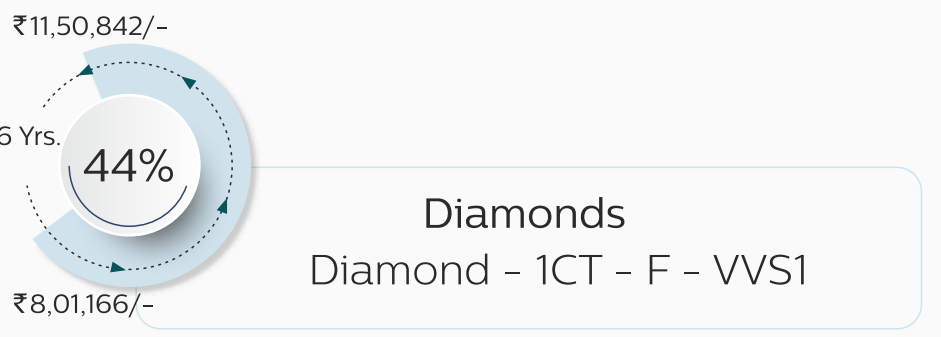 ₹11,50,842/-
6 Yrs.
44%
Diamonds
Diamond - 1CT - F - VVS1
₹8,01,166/-